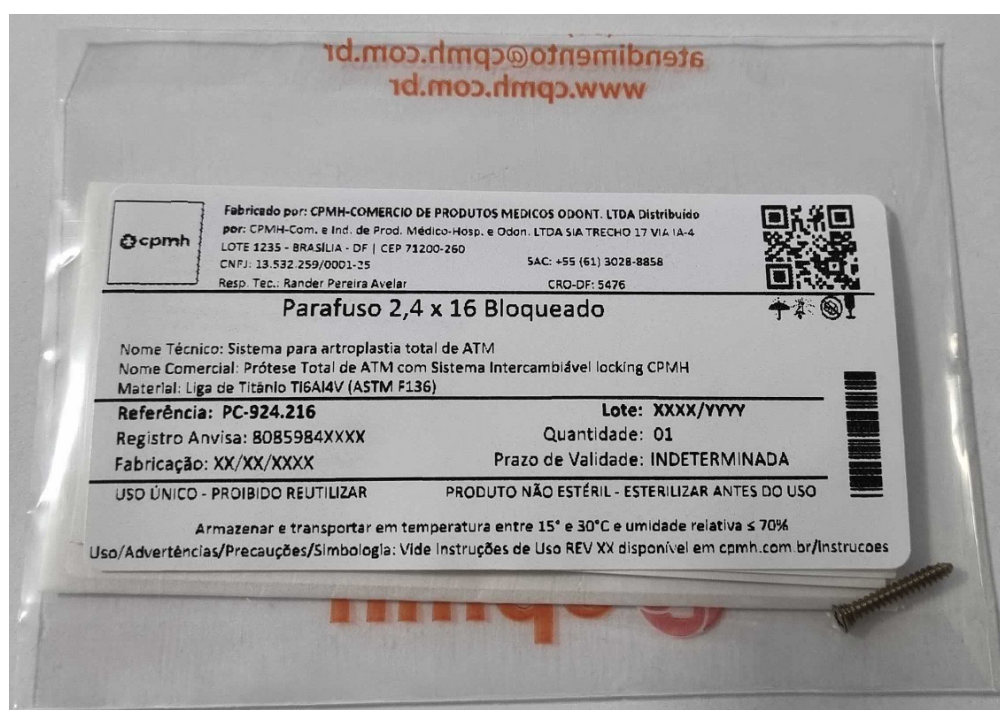 atendimento@cpmh.com.br
www.cpmh.com.br
cpmh
Fabricado por: CPMH-COMERCIO DE PRODUTOS MEDICOS ODONT. LTDA Distribuído
por: CPMH-Com. e Ind. de Prod. Médico-Hosp. e Odon. LTDA SIA TRECHO 17 VIA IA-4
LOTE 1235 - BRASÍLIA - DF | CEP 71200-260
CNPJ: 13.532.259/0001-25 SAC: +55 (61) 3028-8858
Resp. Tec.: Rander Pereira Avelar CRO-DF: 5476
Parafuso 2,4 x 16 Bloqueado
Nome Técnico: Sistema para artroplastia total de ATM
Nome Comercial: Prótese Total de ATM com Sistema Intercambiável locking CPMH
Material: Liga de Titânio TI6Al4V (ASTM F136)
Referência: PC-924.216 Lote: XXXX/YYYY
Registro Anvisa: 8085984XXXX Quantidade: 01
Fabricação: XX/XX/XXXX Prazo de Validade: INDETERMINADA
USO ÚNICO - PROIBIDO REUTILIZAR PRODUTO NÃO ESTÉRIL - ESTERILIZAR ANTES DO USO
Armazenar e transportar em temperatura entre 15° e 30°C e umidade relativa ≤ 70%
Uso/Advertências/Precauções/Simbologia: Vide Instruções de Uso REV XX disponível em cpmh.com.br/instrucoes
cpmh